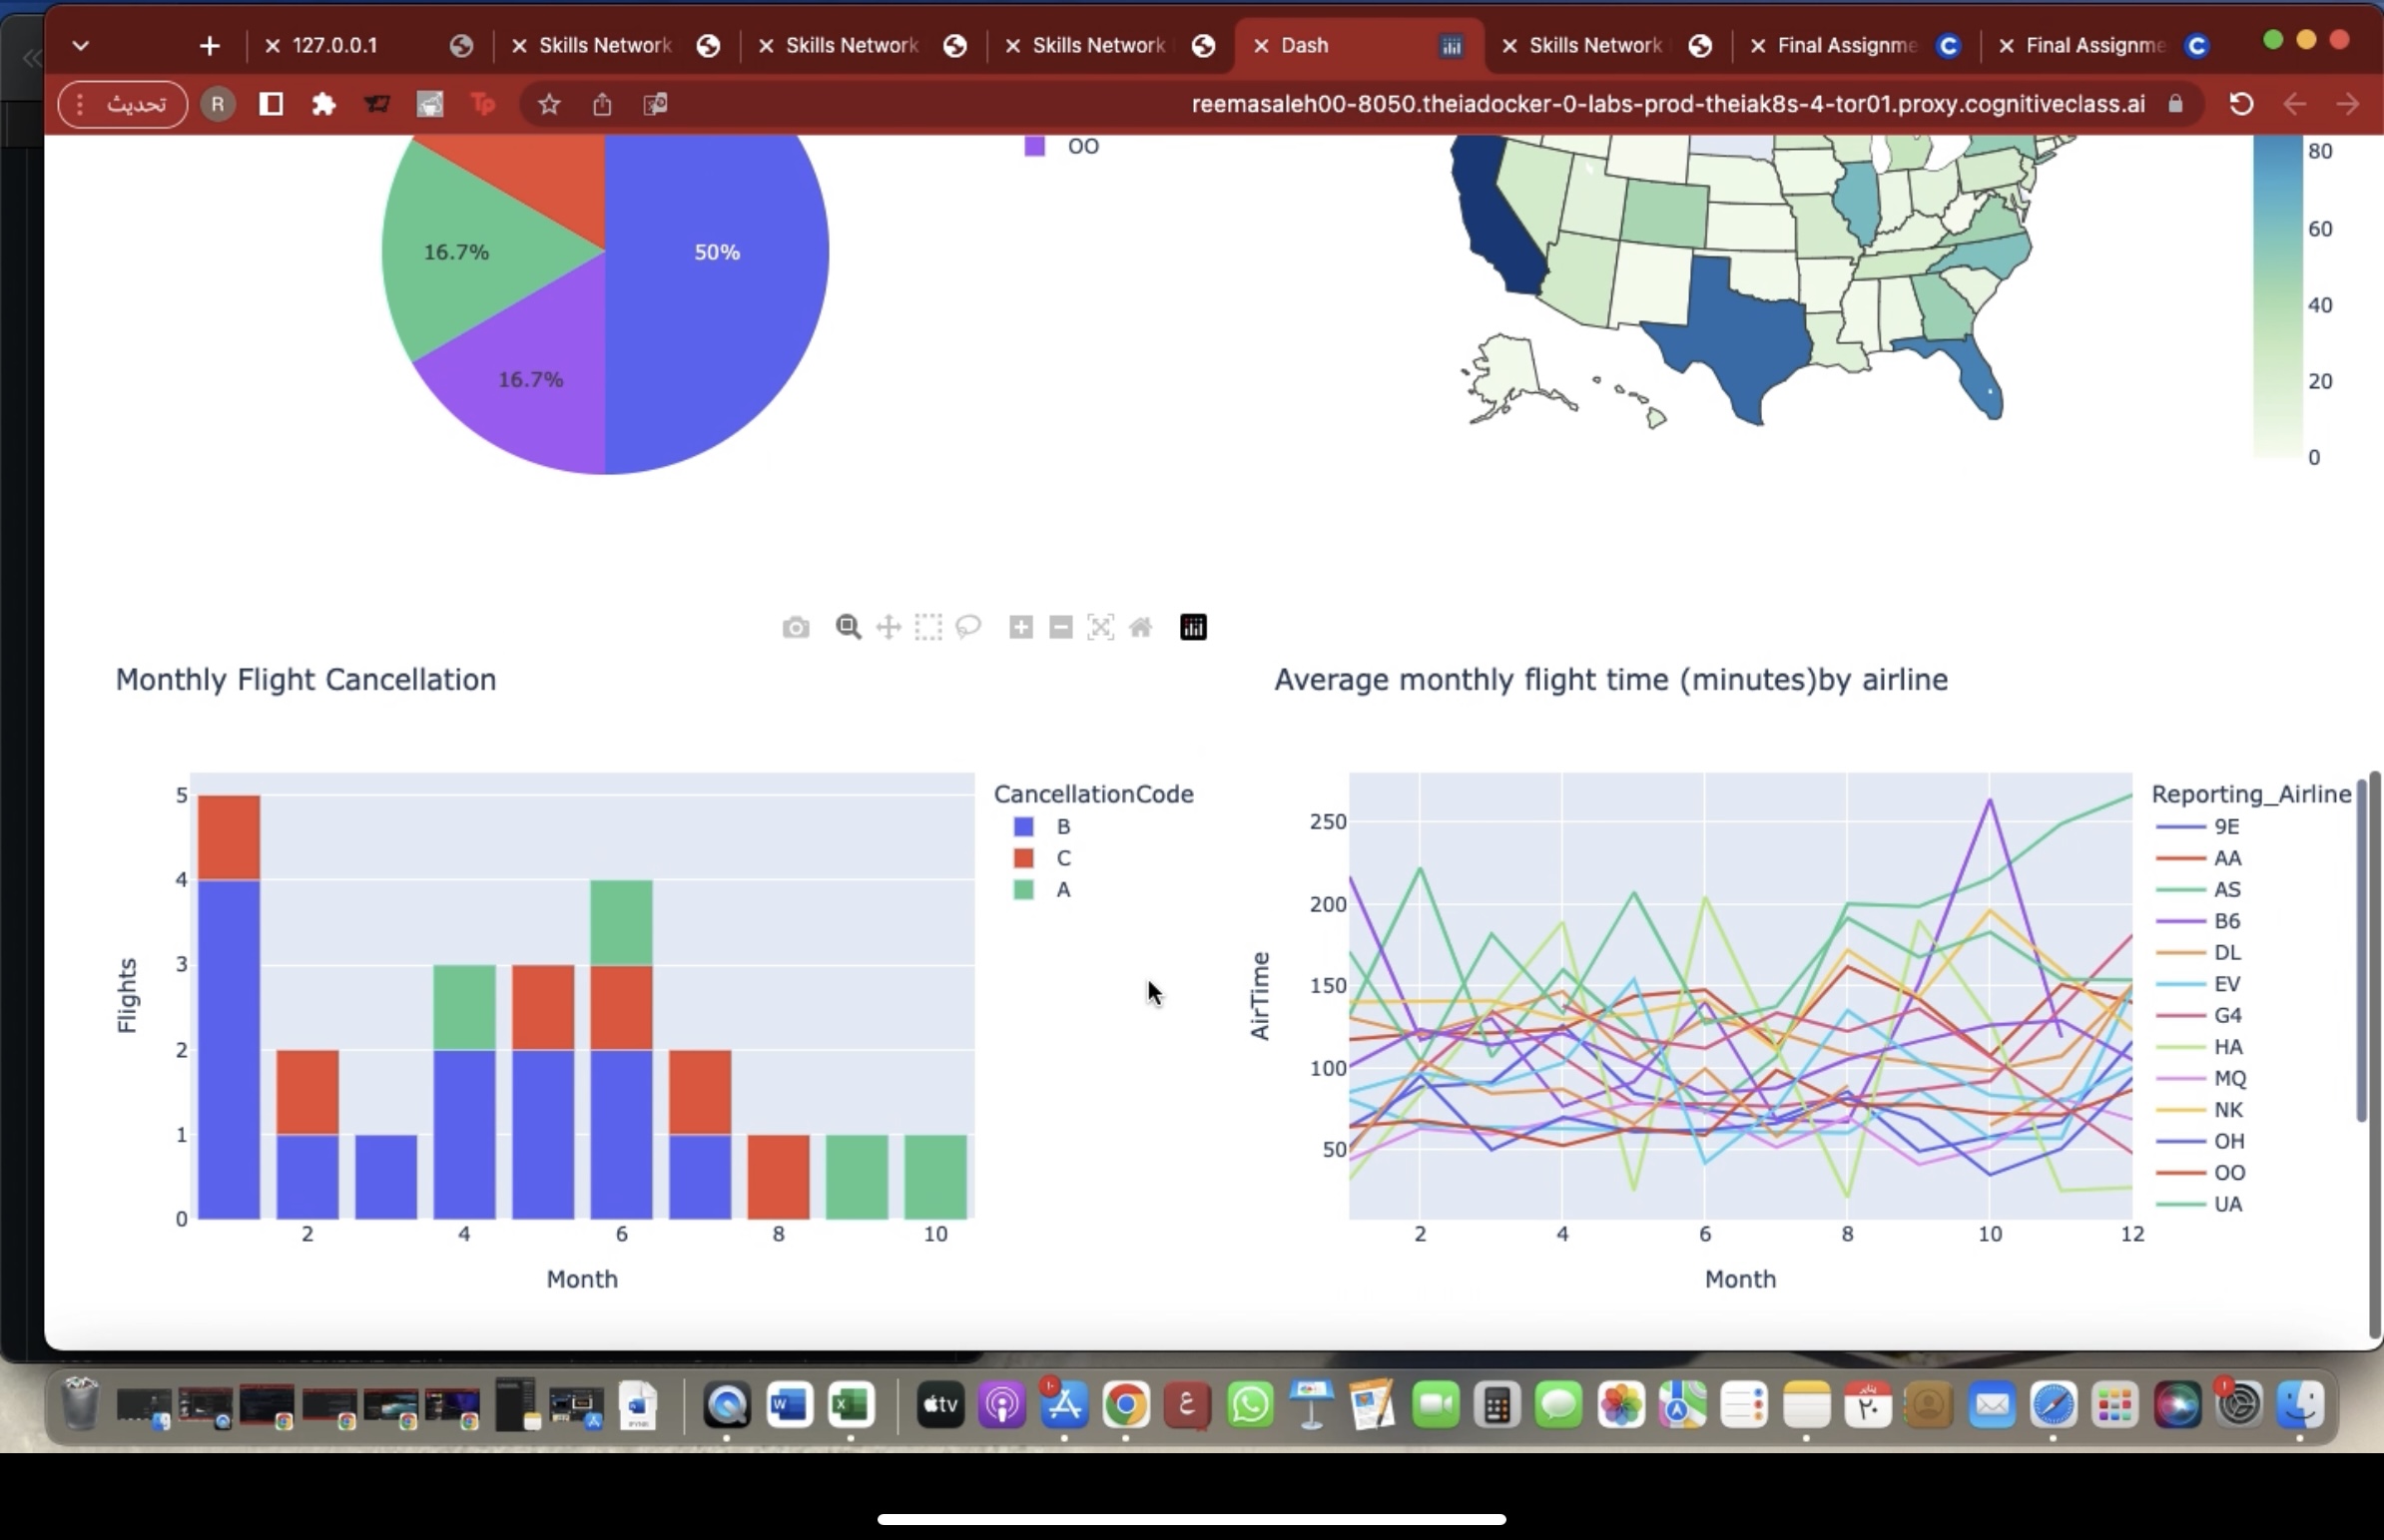 127.0.0.1 Skills Network Skills Network Skills Network Dash Skills Network Final Assignme Final Assignme
تحديث R Tp reemasaleh00-8050.theiadocker-0-labs-prod-theiak8s-4-tor01.proxy.cognitiveclass.ai
OO
16.7%
50%
16.7%
80
60
40
20
0
Monthly Flight Cancellation
5
4
3
2
1
0
Flights
2 4 6 8 10
Month
CancellationCode
B
C
A
Average monthly flight time (minutes)by airline
250
200
150
100
50
AirTime
2 4 6 8 10 12
Month
Reporting_Airline
9E
AA
AS
B6
DL
EV
G4
HA
MQ
NK
OH
OO
UA
W X tv ع يناير ٢٠